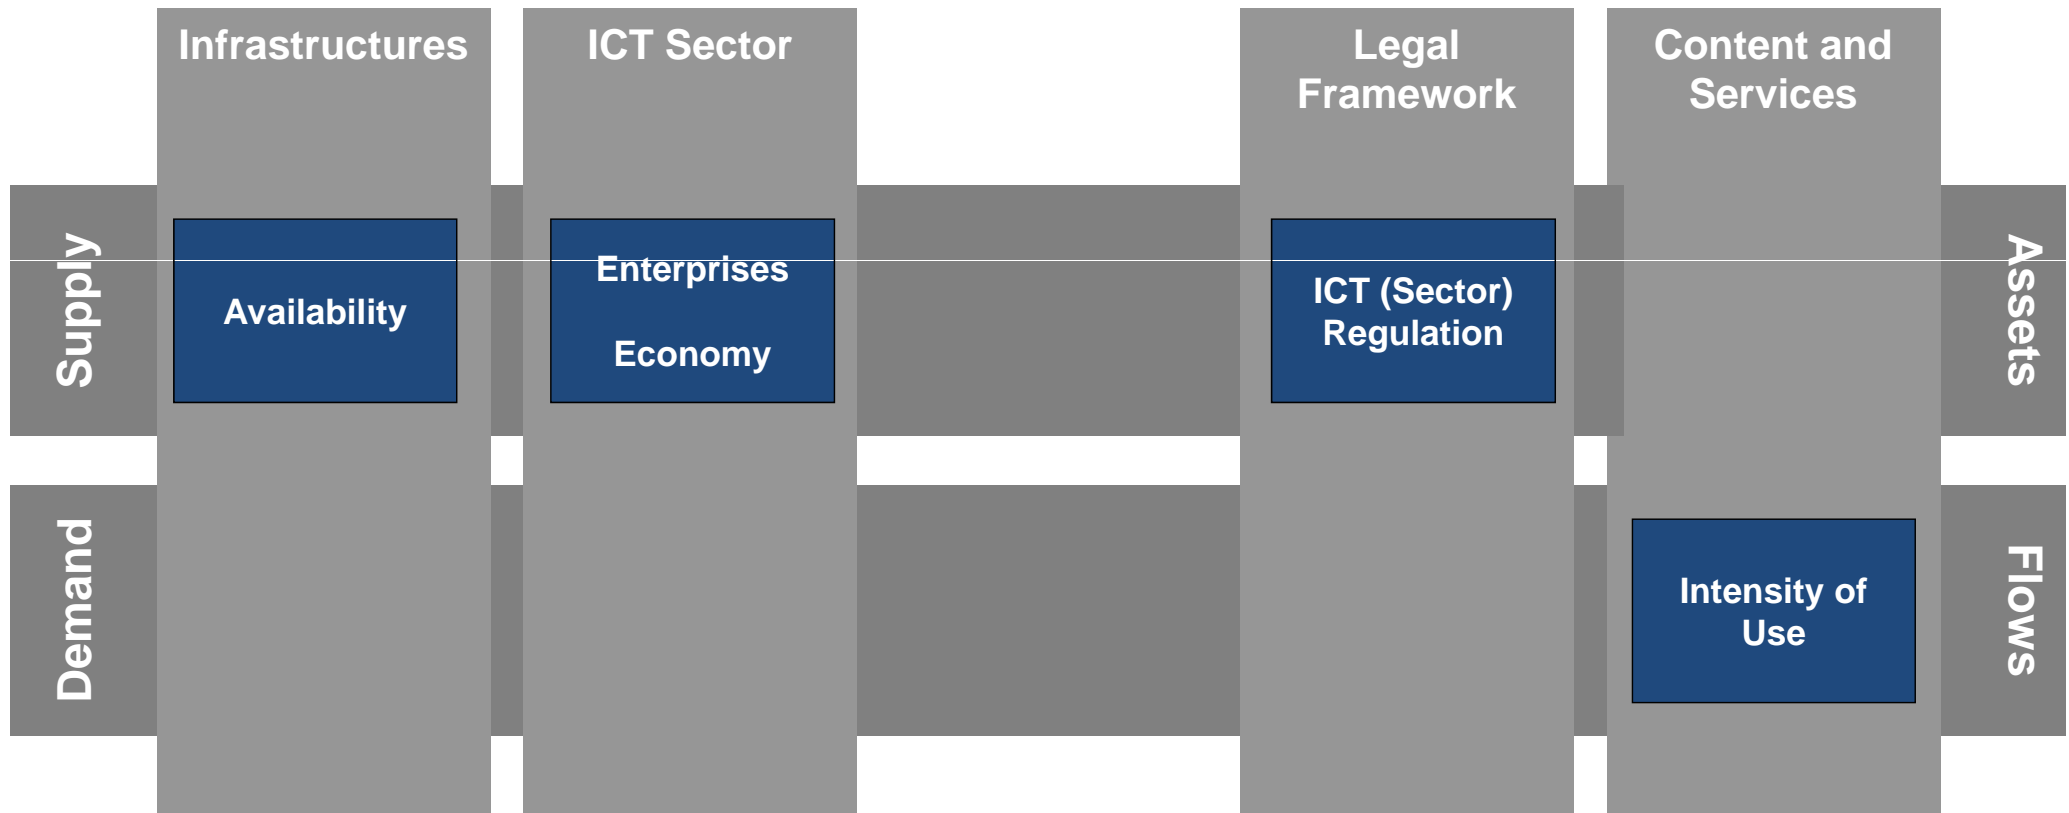 Infrastructures
ICT Sector
Legal
Framework
Content and
Services
Supply
Availability
Enterprises
Economy
ICT (Sector)
Regulation
Assets
Demand
Intensity of
Use
Flows